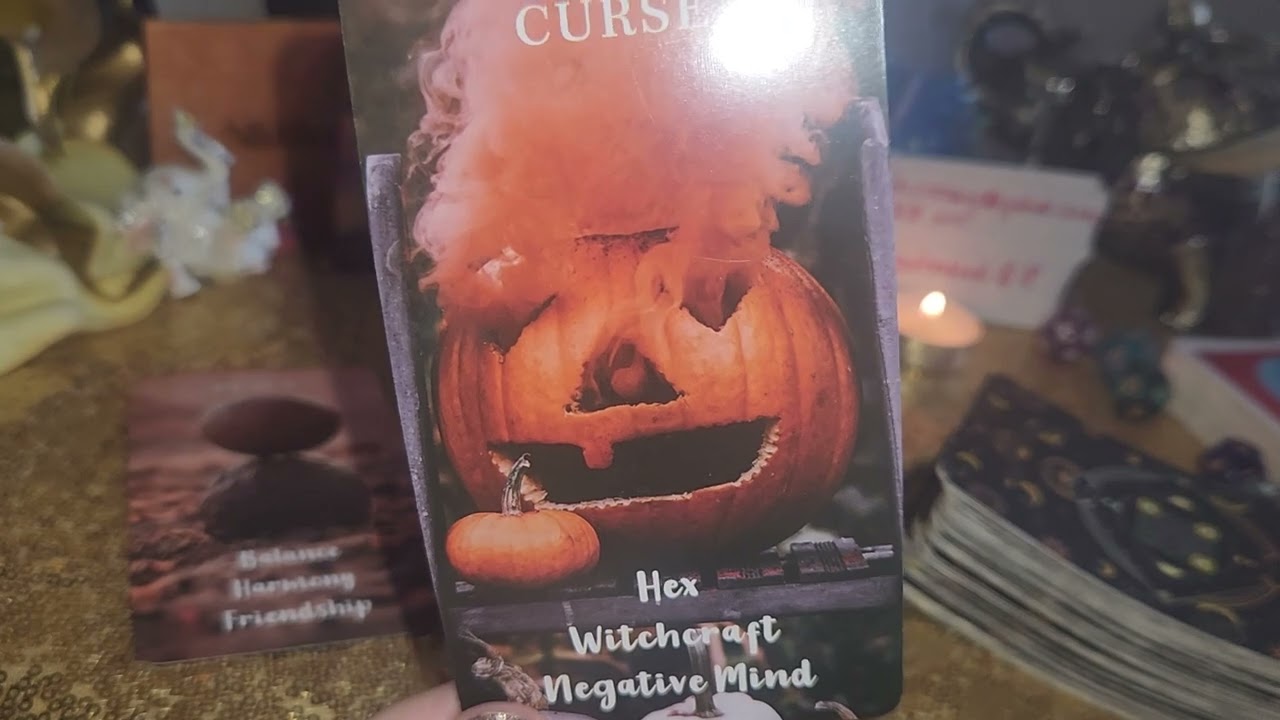 CURSE
Hex
Witchcraft
Negative Mind
Balance
Harmony
Friendship